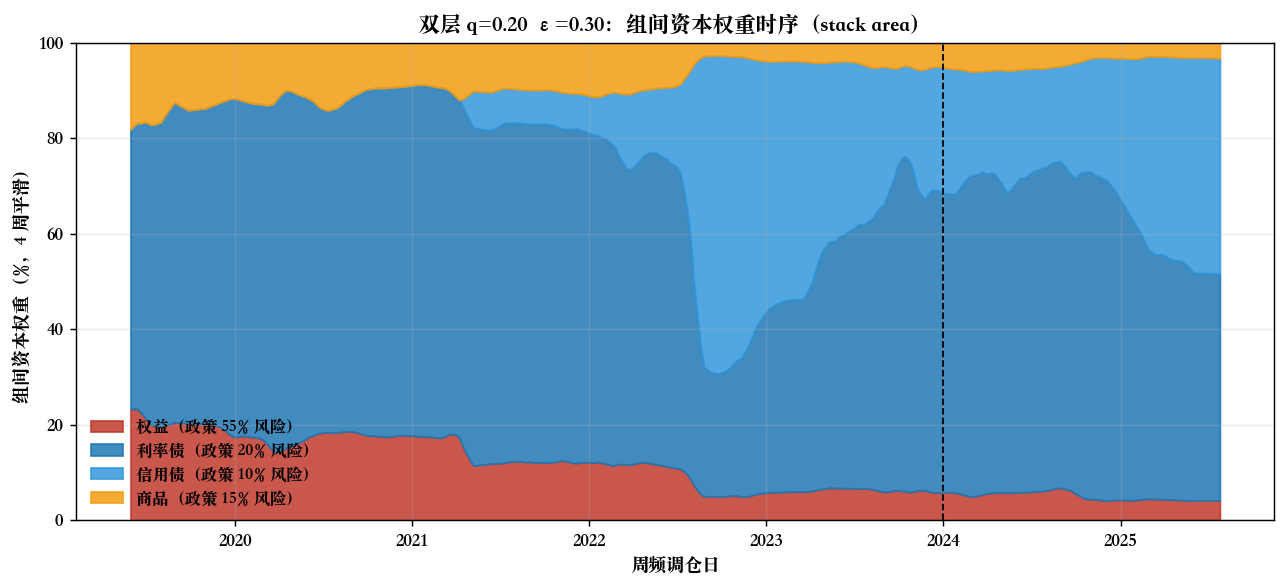 双层 q=0.20 ε=0.30：组间资本权重时序（stack area）
组间资本权重（%，4 周平滑）
100
80
60
40
20
0
权益（政策 55% 风险）
利率债（政策 20% 风险）
信用债（政策 10% 风险）
商品（政策 15% 风险）
2020
2021
2022
2023
2024
2025
周频调仓日